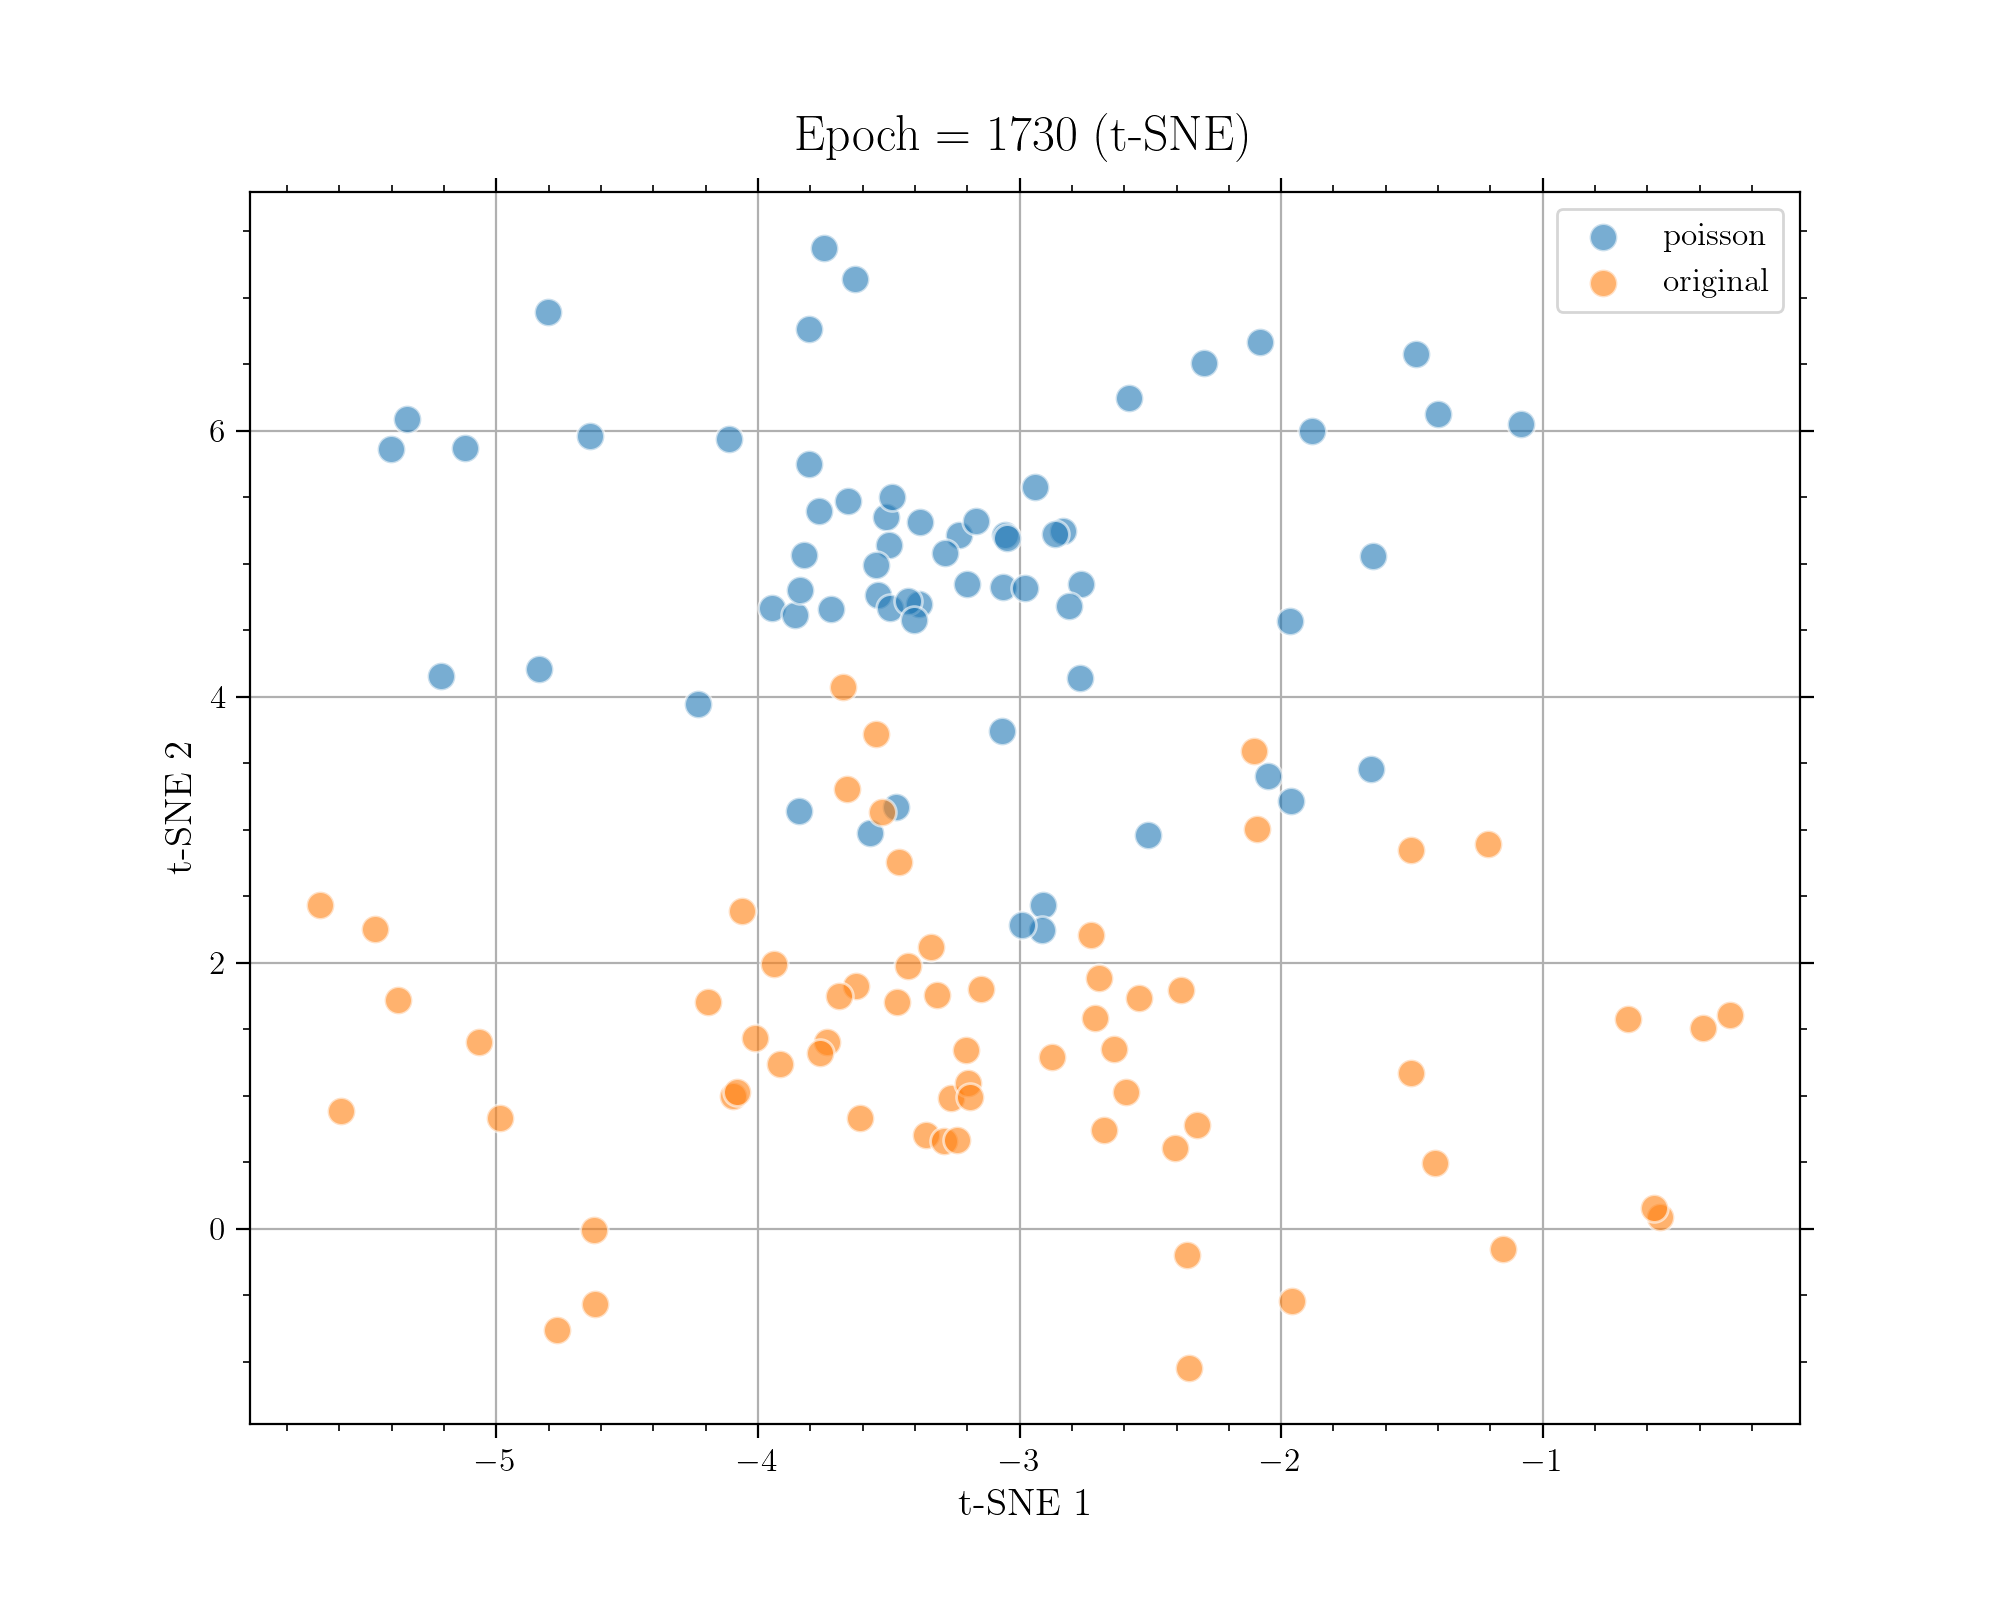 Epoch = 1730 (t-SNE)
poisson
original
6
4
2
0
t-SNE 2
−5
−4
−3
−2
−1
t-SNE 1